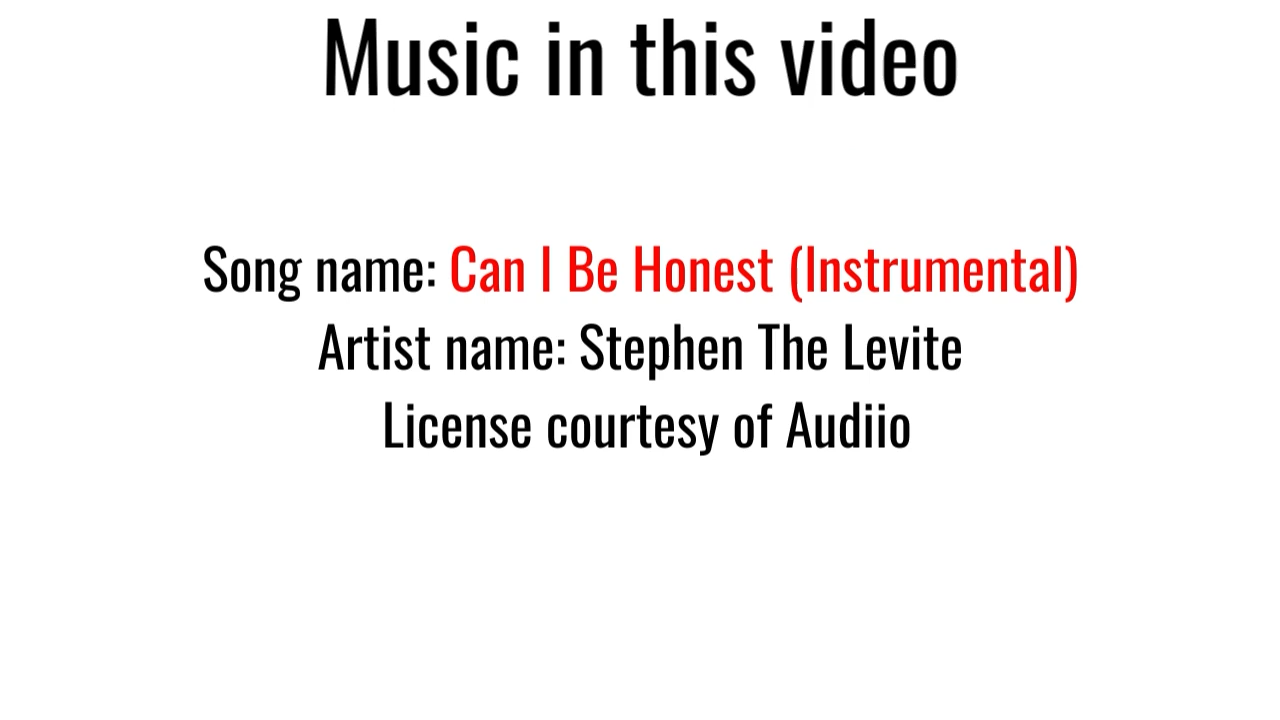 Music in this video
Song name: Can I Be Honest (Instrumental)
Artist name: Stephen The Levite
License courtesy of Audiio